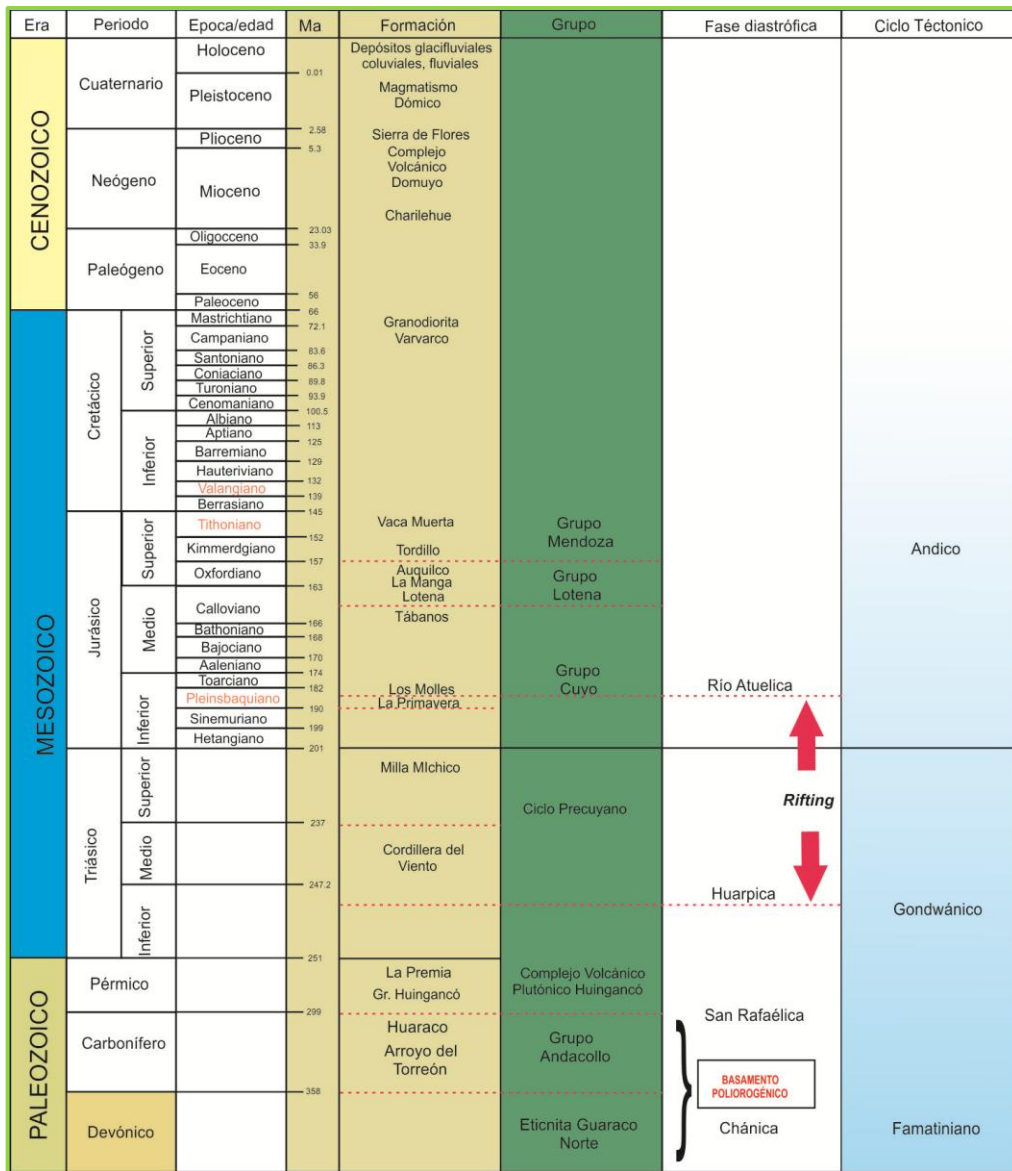 Era
Periodo
Epoca/edad
Ma
Formación
Grupo
Fase diastrófica
Ciclo Téctonico
CENOZOICO
Cuaternario
Holoceno
0.01
Pleistoceno
2.58
Neógeno
Plioceno
5.3
Mioceno
23.03
Paleógeno
Oligocceno
33.9
Eoceno
56
Paleoceno
66
Depósitos glacifluviales
coluviales, fluviales
Magmatismo
Dómico
Sierra de Flores
Complejo
Volcánico
Domuyo
Charilehue
MESOZOICO
Cretácico
Superior
Mastrichtiano
72.1
Campaniano
83.6
Santoniano
86.3
Coniaciano
89.8
Turoniano
93.9
Cenomaniano
100.5
Inferior
Albiano
113
Aptiano
125
Barremiano
129
Hauteriviano
132
Valangiano
139
Berrasiano
145
Granodiorita
Varvarco
Jurásico
Superior
Tithoniano
152
Kimmerdgiano
157
Oxfordiano
163
Medio
Calloviano
166
Bathoniano
168
Bajociano
170
Aaleniano
174
Inferior
Toarciano
182
Pleinsbaquiano
190
Sinemuriano
199
Hetangiano
201
Vaca Muerta
Tordillo
Auquilco
La Manga
Lotena
Tábanos
Los Molles
La Primavera
Grupo
Mendoza
Grupo
Lotena
Grupo
Cuyo
Río Atuelica
Andico
Triásico
Superior
237
Medio
247.2
Inferior
251
Milla MIchico
Cordillera del
Viento
Ciclo Precuyano
Rifting
Huarpica
Gondwánico
PALEOZOICO
Pérmico
299
Carbonífero
358
Devónico
La Premia
Gr. Huingancó
Huaraco
Arroyo del
Torreón
Complejo Volcánico
Plutónico Huingancó
Grupo
Andacollo
Eticnita Guaraco
Norte
San Rafaélica
BASAMENTO
POLIOROGÉNICO
Chánica
Famatiniano